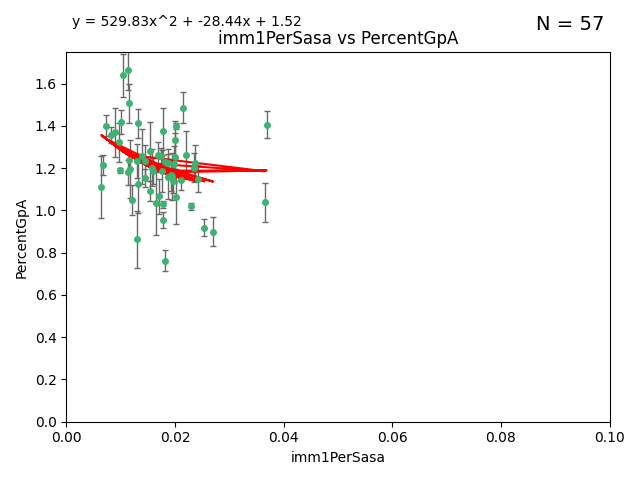 y = 529.83x^2 + -28.44x + 1.52
N = 57
imm1PerSasa vs PercentGpA
PercentGpA
1.6
1.4
1.2
1.0
0.8
0.6
0.4
0.2
0.0
0.00 0.02 0.04 0.06 0.08 0.10
imm1PerSasa